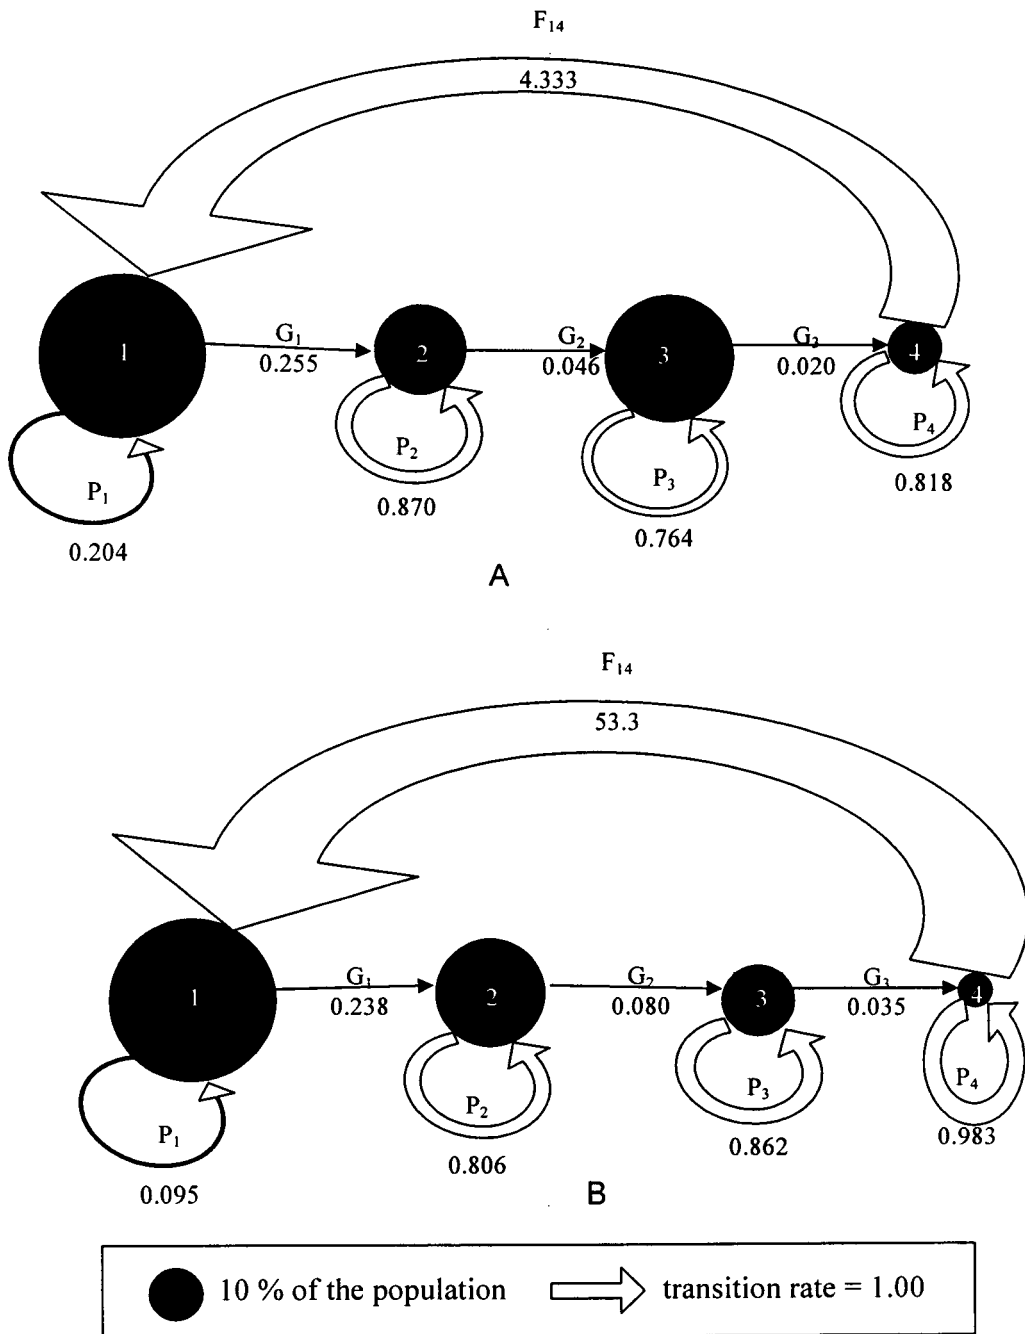 F₁₄
4.333
1
G₁
0.255
2
G₂
0.046
3
G₃
0.020
4
P₁
0.204
P₂
0.870
P₃
0.764
P₄
0.818
A
F₁₄
53.3
1
G₁
0.238
2
G₂
0.080
3
G₃
0.035
4
P₁
0.095
P₂
0.806
P₃
0.862
P₄
0.983
B
10 % of the population
transition rate = 1.00